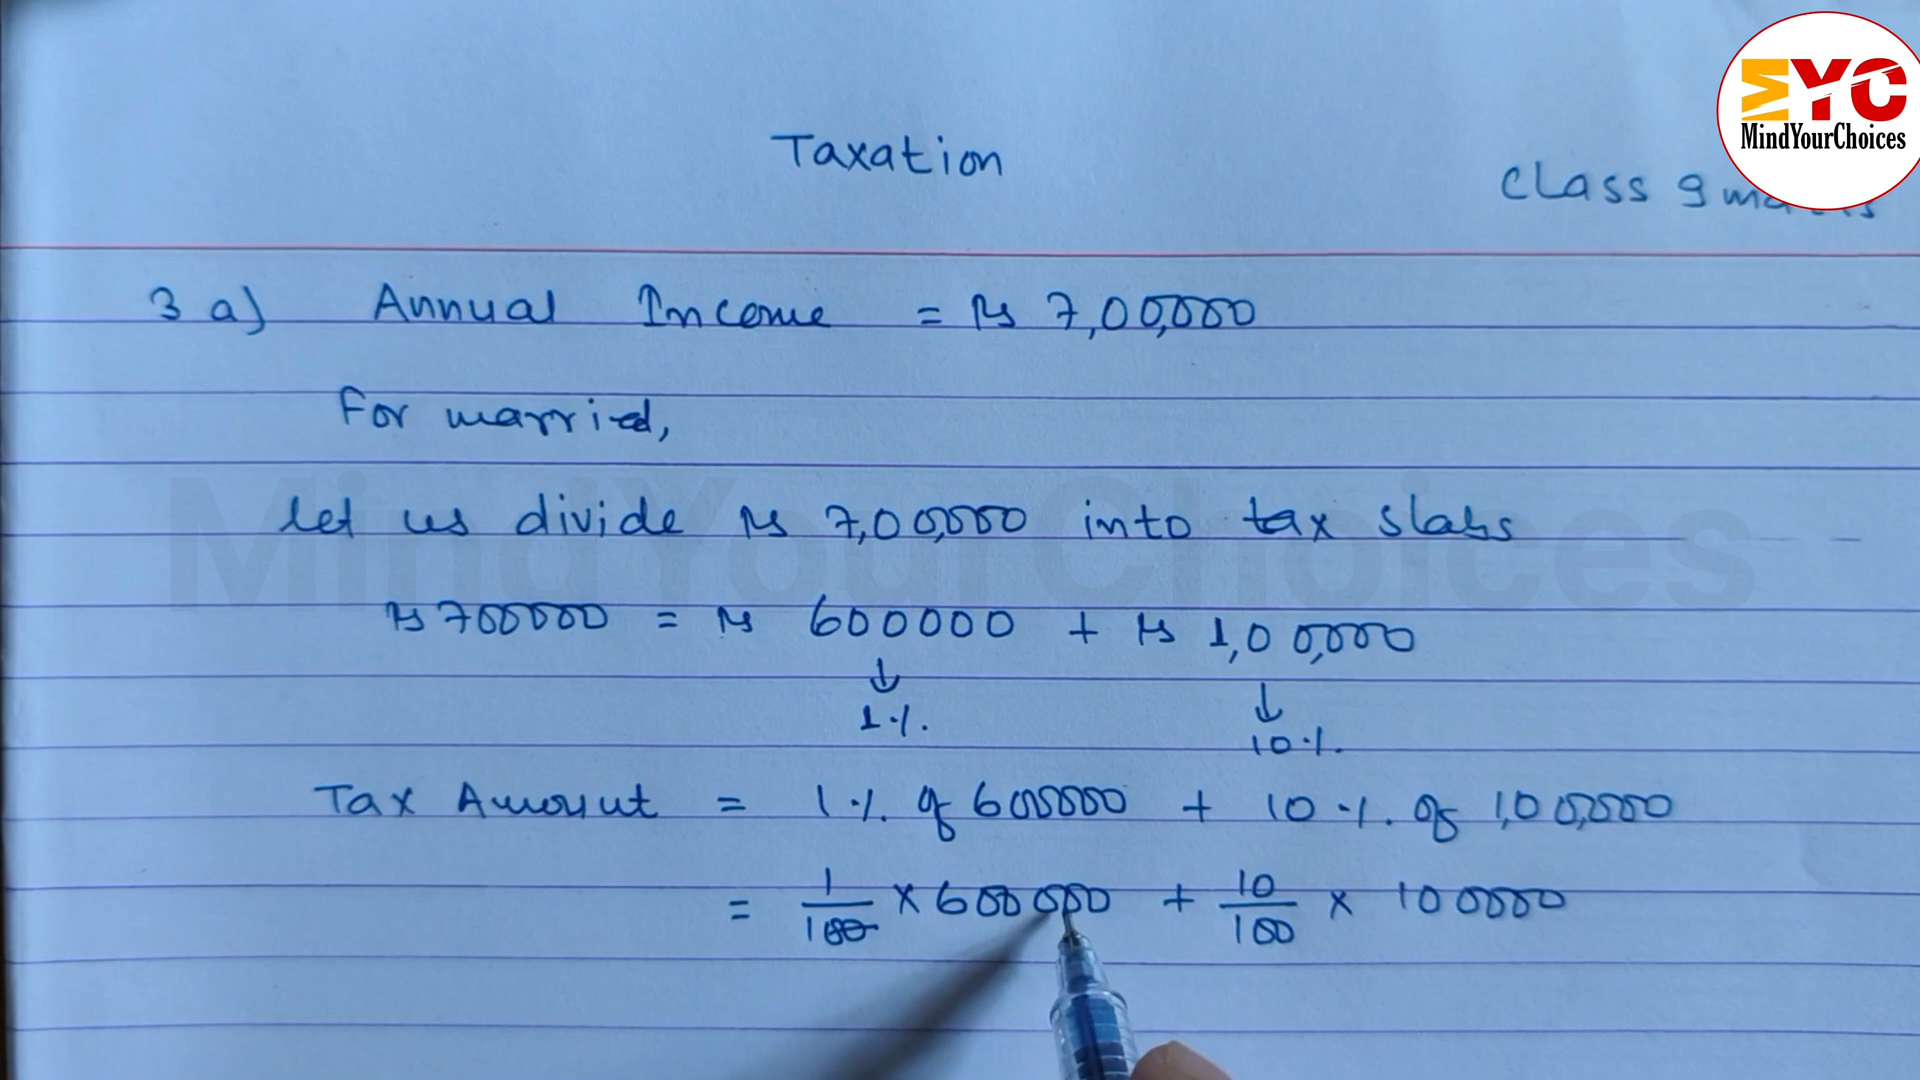 MYC
MindYourChoices
Taxation
Class 9
3 a) Annual Income = Rs 7,00,000
For married,
let us divide Rs 7,00,000 into tax slabs
MindYourChoices
Rs 700000 = Rs 600000 + Rs 1,00,000
↓ ↓
1% 10%
Tax Amount = 1% of 600000 + 10% of 1,00,000
= 1/100 × 600000 + 10/100 × 100000